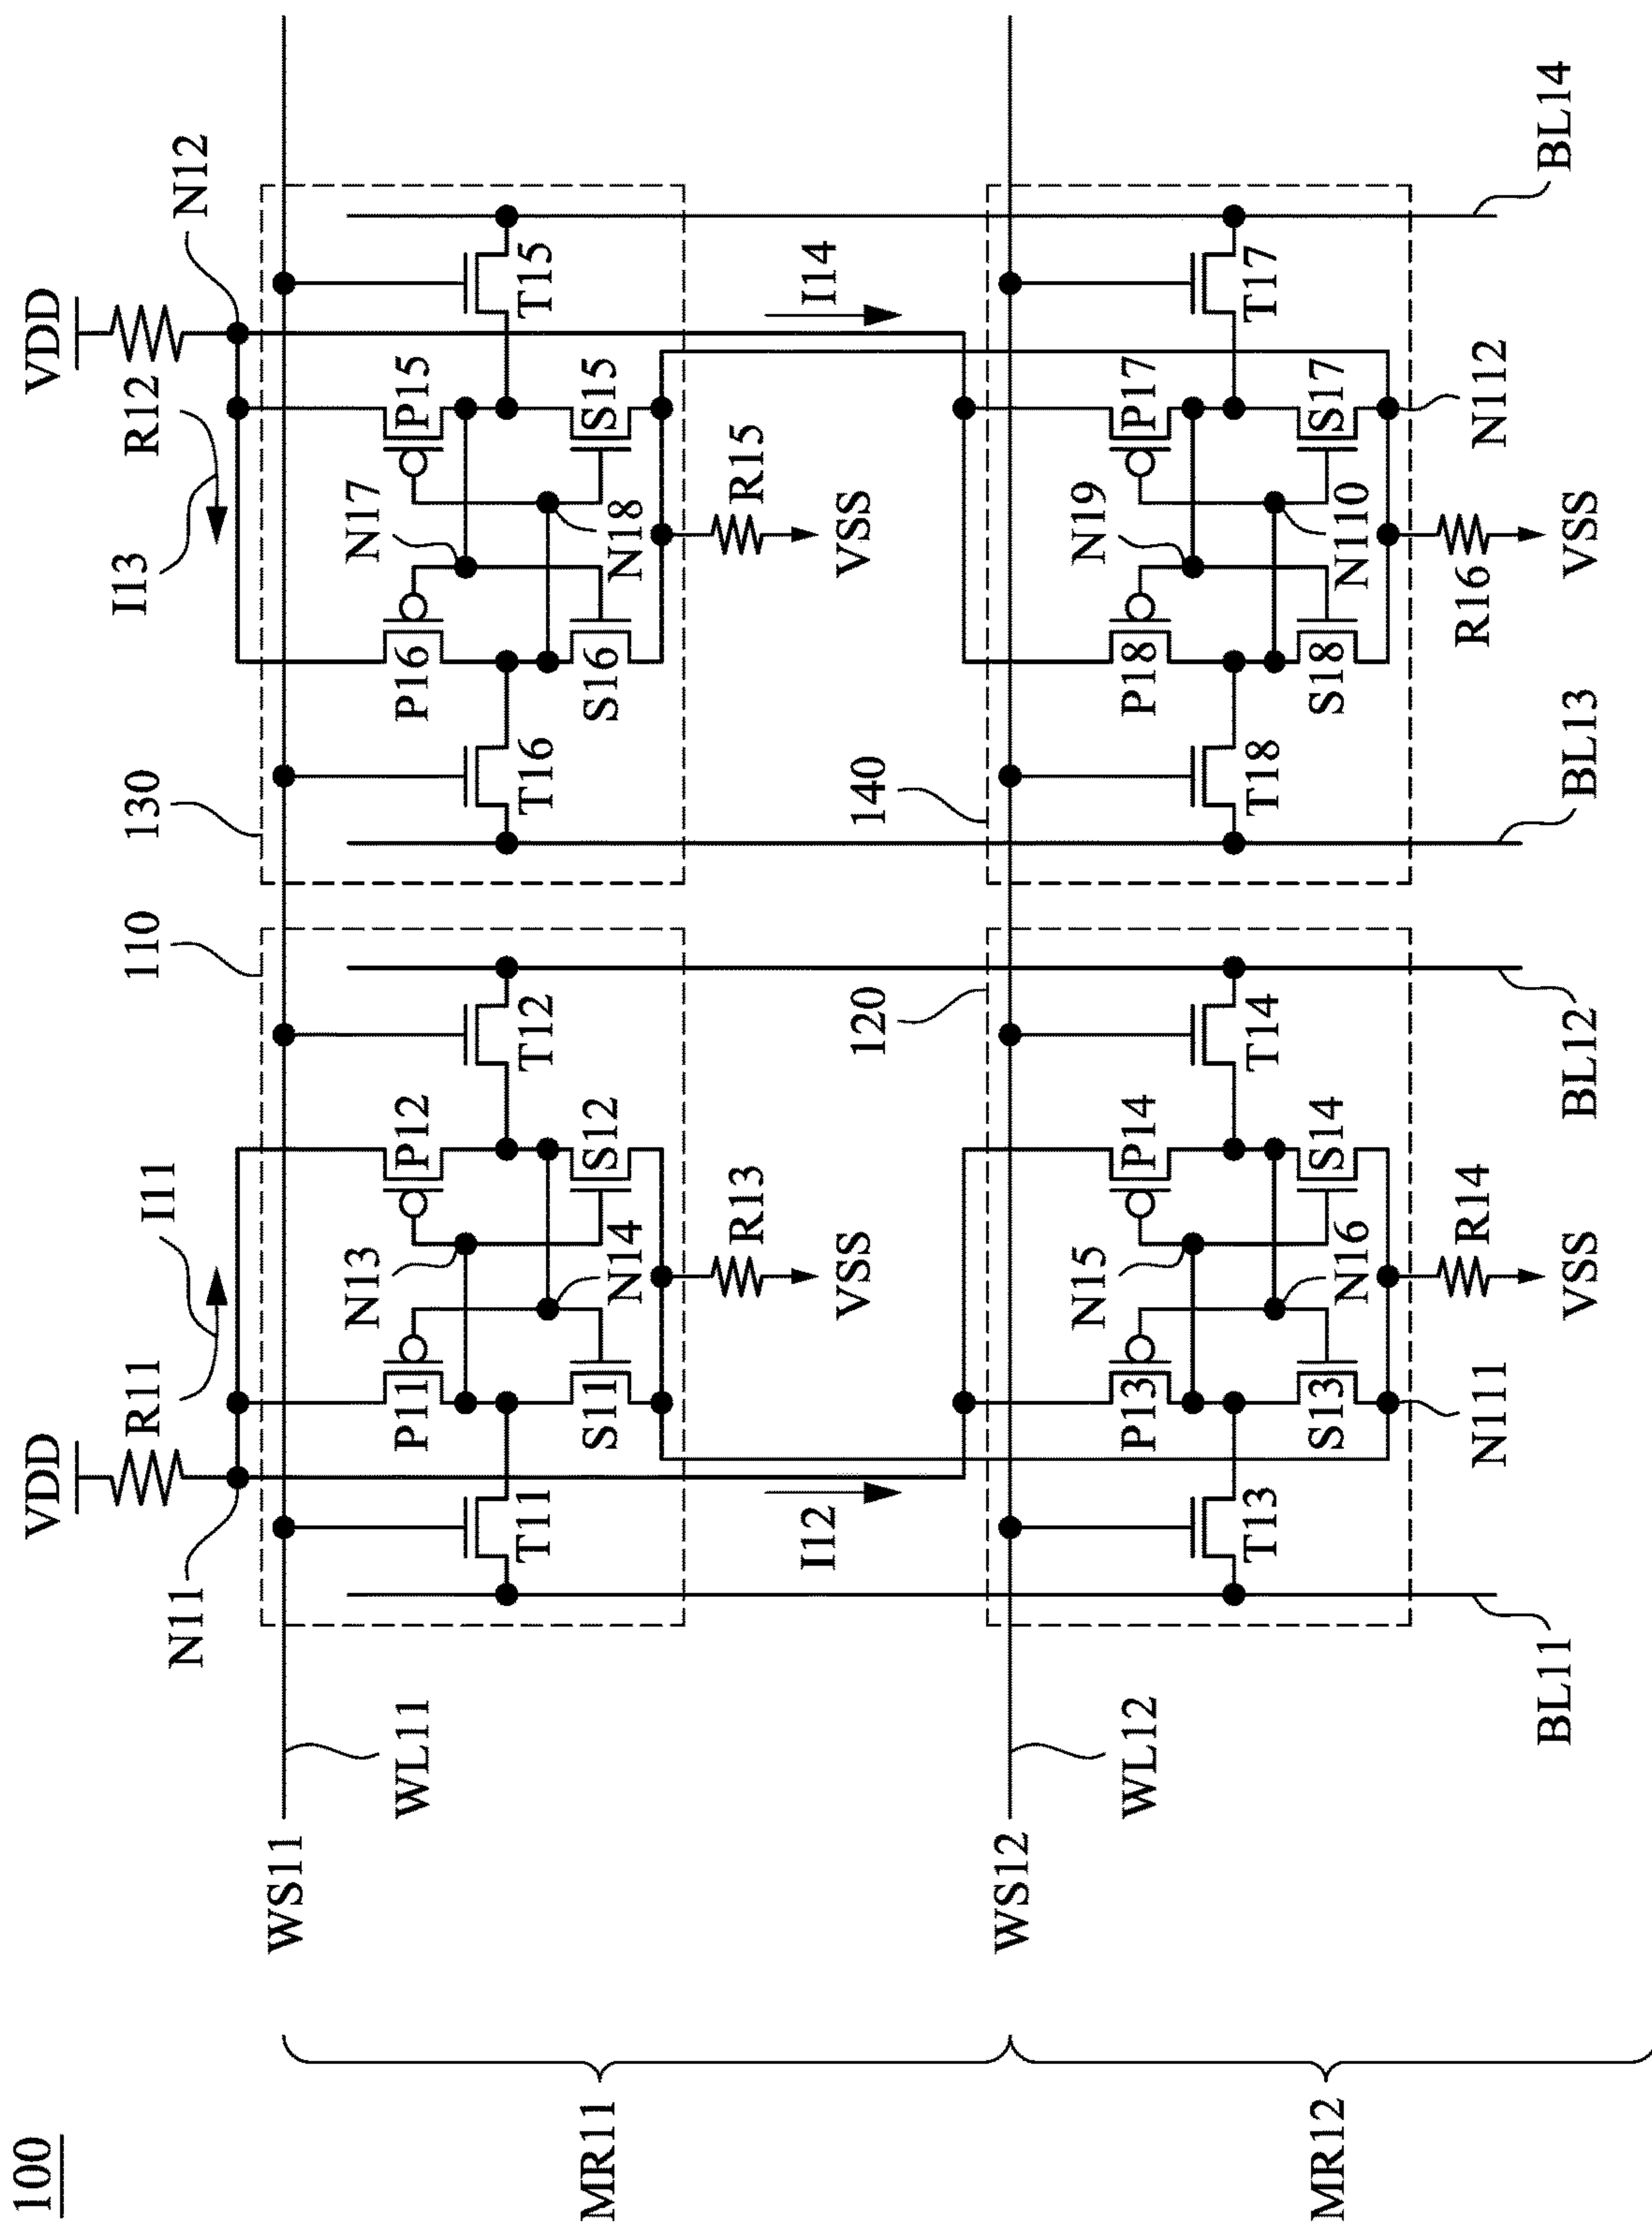 100
VDD
VDD
R11
I11
I13
R12
N11
N12
110
130
WS11
WL11
P11
P12
P16
P15
N13
N17
T11
T12
T16
T15
S11
S12
S16
S15
N14
N18
R13
R15
VSS
VSS
I12
I14
MR11
120
140
WS12
WL12
P13
P14
P18
P17
N15
N19
T13
T14
T18
T17
S13
S14
S18
S17
N16
N110
N111
R14
R16
N112
VSS
VSS
BL11
BL12
BL13
BL14
MR12